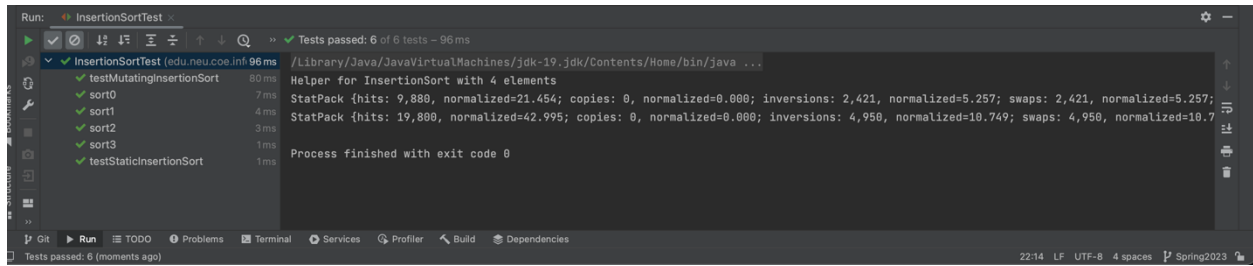 Run: InsertionSortTest
Tests passed: 6 of 6 tests – 96 ms
InsertionSortTest (edu.neu.coe.inf 96 ms
testMutatingInsertionSort 80 ms
sort0 7 ms
sort1 4 ms
sort2 3 ms
sort3 1 ms
testStaticInsertionSort 1 ms
/Library/Java/JavaVirtualMachines/jdk-19.jdk/Contents/Home/bin/java ...
Helper for InsertionSort with 4 elements
StatPack {hits: 9,880, normalized=21.454; copies: 0, normalized=0.000; inversions: 2,421, normalized=5.257; swaps: 2,421, normalized=5.257;
StatPack {hits: 19,800, normalized=42.995; copies: 0, normalized=0.000; inversions: 4,950, normalized=10.749; swaps: 4,950, normalized=10.7
Process finished with exit code 0
Bookmarks
Structure
Git Run TODO Problems Terminal Services Profiler Build Dependencies
Tests passed: 6 (moments ago) 22:14 LF UTF-8 4 spaces Spring2023